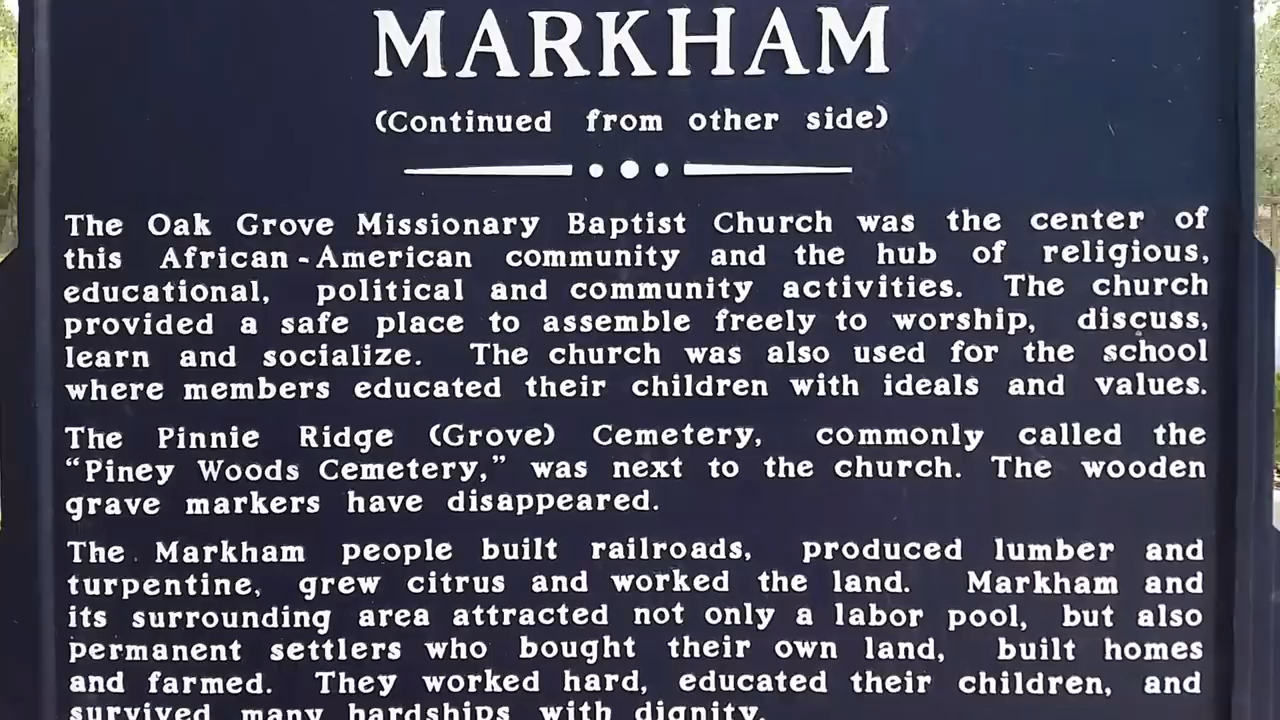 MARKHAM
(Continued from other side)
The Oak Grove Missionary Baptist Church was the center of
this African-American community and the hub of religious,
educational, political and community activities. The church
provided a safe place to assemble freely to worship, discuss,
learn and socialize. The church was also used for the school
where members educated their children with ideals and values.
The Pinnie Ridge (Grove) Cemetery, commonly called the
“Piney Woods Cemetery,” was next to the church. The wooden
grave markers have disappeared.
The Markham people built railroads, produced lumber and
turpentine, grew citrus and worked the land. Markham and
its surrounding area attracted not only a labor pool, but also
permanent settlers who bought their own land, built homes
and farmed. They worked hard, educated their children, and
survived many hardships with dignity.